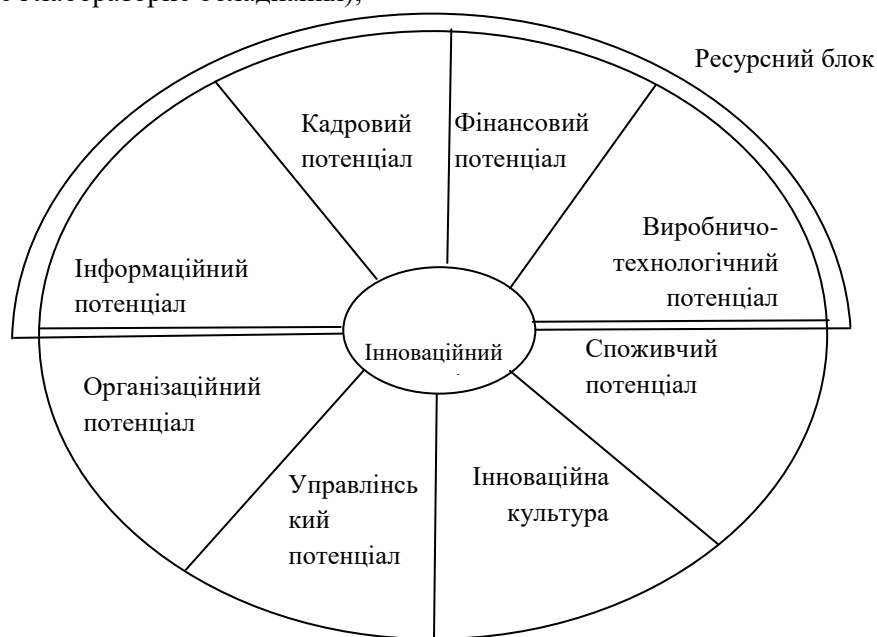 Ресурсний блок
Кадровий
потенціал
Фінансовий
потенціал
Виробничо-
технологічний
потенціал
Інформаційний
потенціал
Інноваційний
Споживчий
потенціал
Організаційний
потенціал
Управлінсь
кий
потенціал
Інноваційна
культура